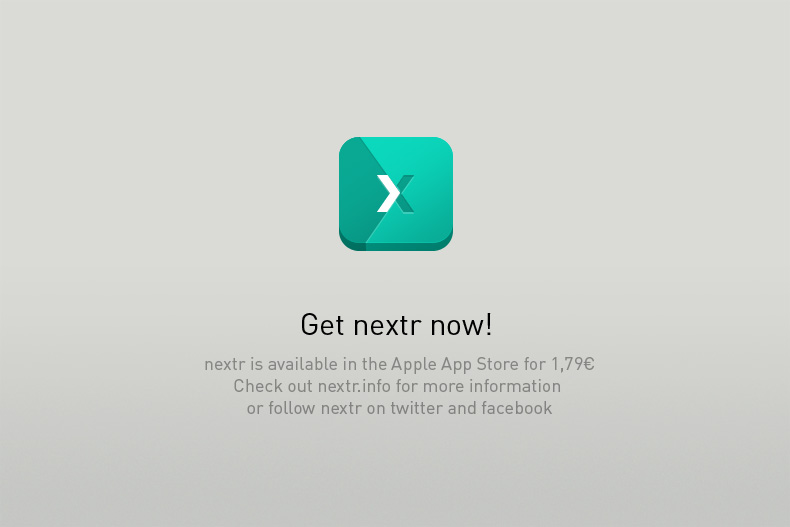 X
Get nextr now!
nextr is available in the Apple App Store for 1,79€
Check out nextr.info for more information
or follow nextr on twitter and facebook